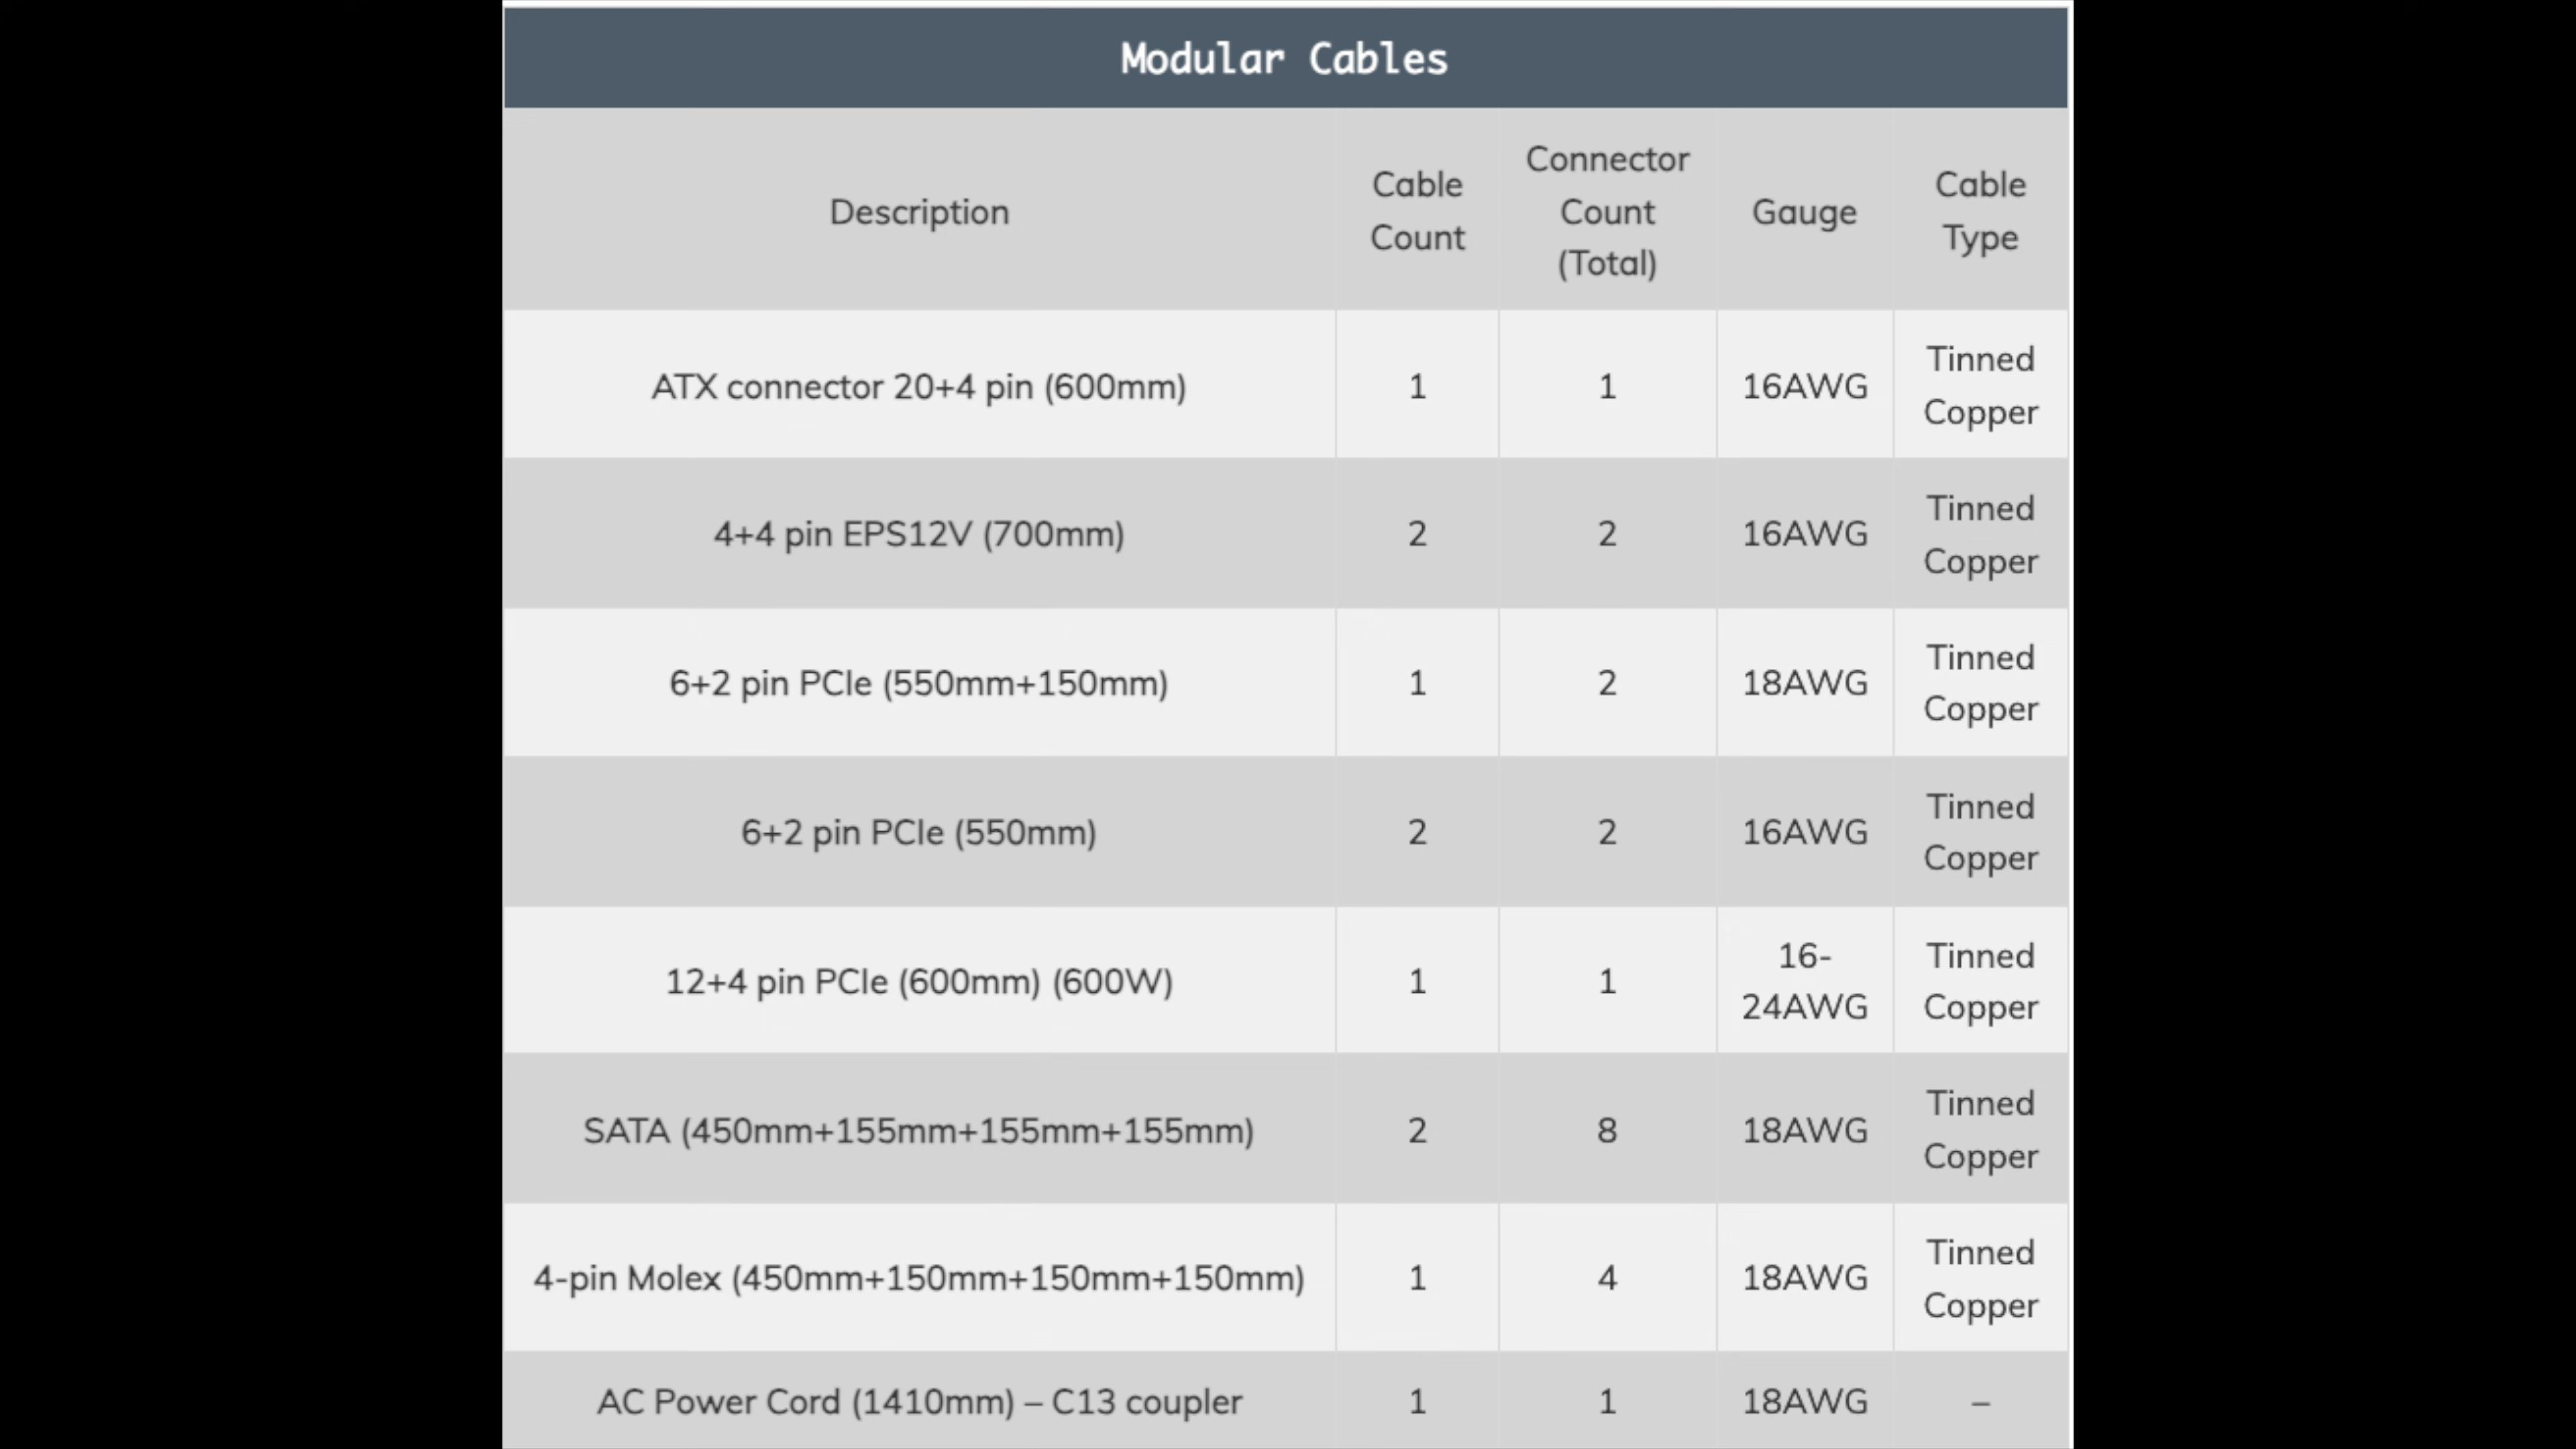 Modular Cables
Description
Cable
Count
Connector
Count
(Total)
Gauge
Cable
Type
ATX connector 20+4 pin (600mm)
1
1
16AWG
Tinned
Copper
4+4 pin EPS12V (700mm)
2
2
16AWG
Tinned
Copper
6+2 pin PCIe (550mm+150mm)
1
2
18AWG
Tinned
Copper
6+2 pin PCIe (550mm)
2
2
16AWG
Tinned
Copper
12+4 pin PCIe (600mm) (600W)
1
1
16-
24AWG
Tinned
Copper
SATA (450mm+155mm+155mm+155mm)
2
8
18AWG
Tinned
Copper
4-pin Molex (450mm+150mm+150mm+150mm)
1
4
18AWG
Tinned
Copper
AC Power Cord (1410mm) – C13 coupler
1
1
18AWG
–